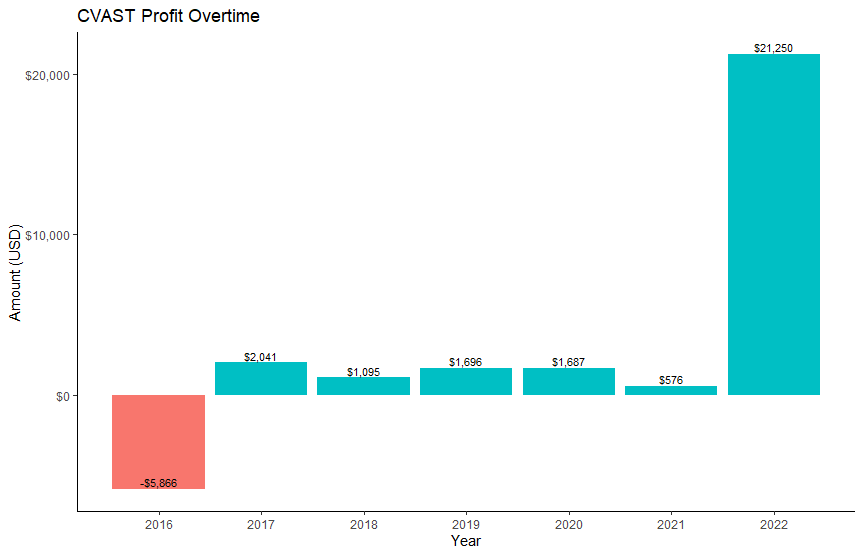 CVAST Profit Overtime
$21,250
$20,000
$10,000
Amount (USD)
$2,041
$1,095
$1,696
$1,687
$576
$0
-$5,866
2016 2017 2018 2019 2020 2021 2022
Year